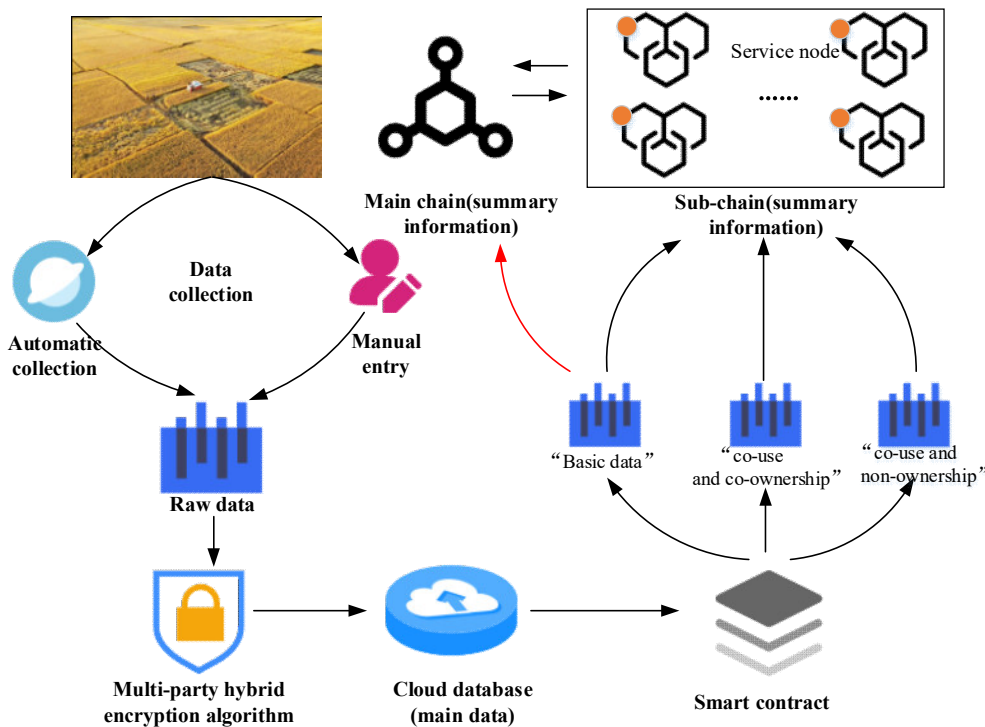 Service node
......
Main chain(summary
information)
Sub-chain(summary
information)
Data
collection
Automatic
collection
Manual
entry
Raw data
“Basic data”
“co-use
and co-ownership”
“co-use and
non-ownership”
Multi-party hybrid
encryption algorithm
Cloud database
(main data)
Smart contract